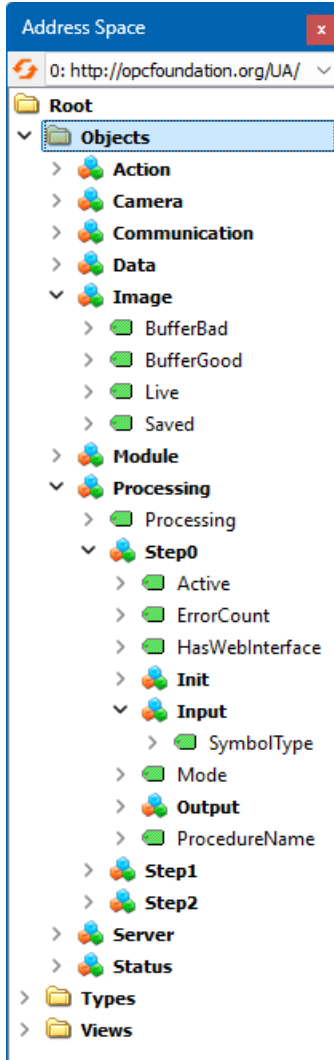 Address Space
x
0: http://opcfoundation.org/UA/
Root
Objects
Action
Camera
Communication
Data
Image
BufferBad
BufferGood
Live
Saved
Module
Processing
Processing
Step0
Active
ErrorCount
HasWebInterface
Init
Input
SymbolType
Mode
Output
ProcedureName
Step1
Step2
Server
Status
Types
Views